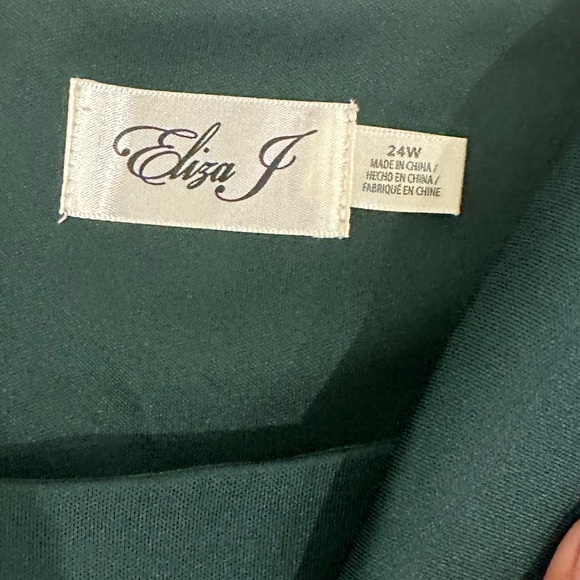 Eliza J
24W
MADE IN CHINA /
HECHO EN CHINA /
FABRIQUÉ EN CHINE